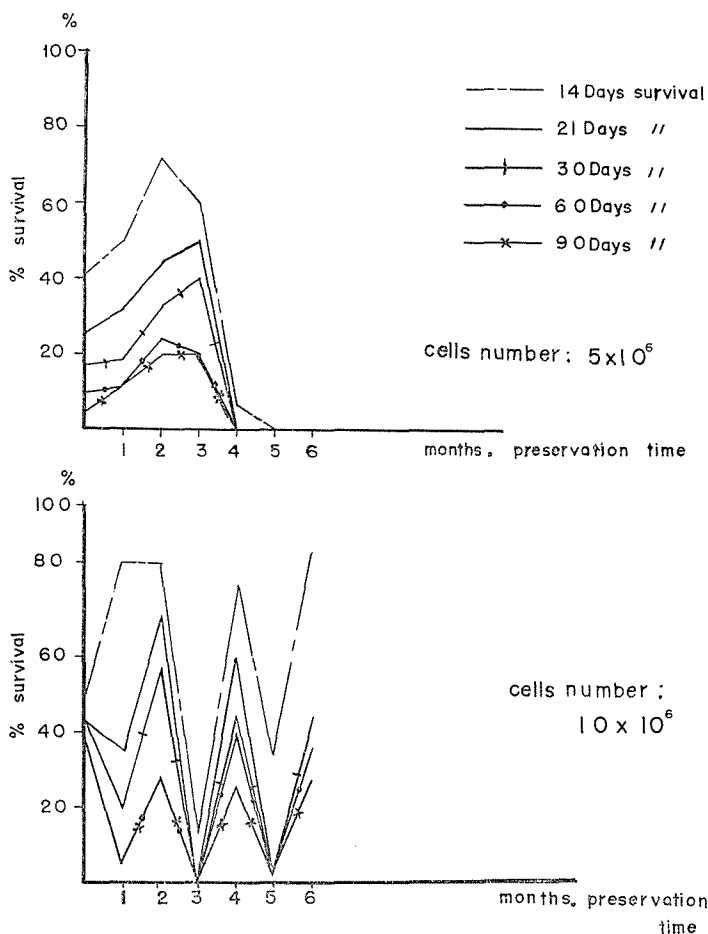 %
100
80
60
40
20
% survival
14 Days survival
21 Days 〃
30 Days 〃
60 Days 〃
90 Days 〃
cells number; 5x10⁶
1 2 3 4 5 6
months. preservation time
%
100
80
60
40
20
% survival
cells number;
10 x 10⁶
1 2 3 4 5 6
months. preservation
time